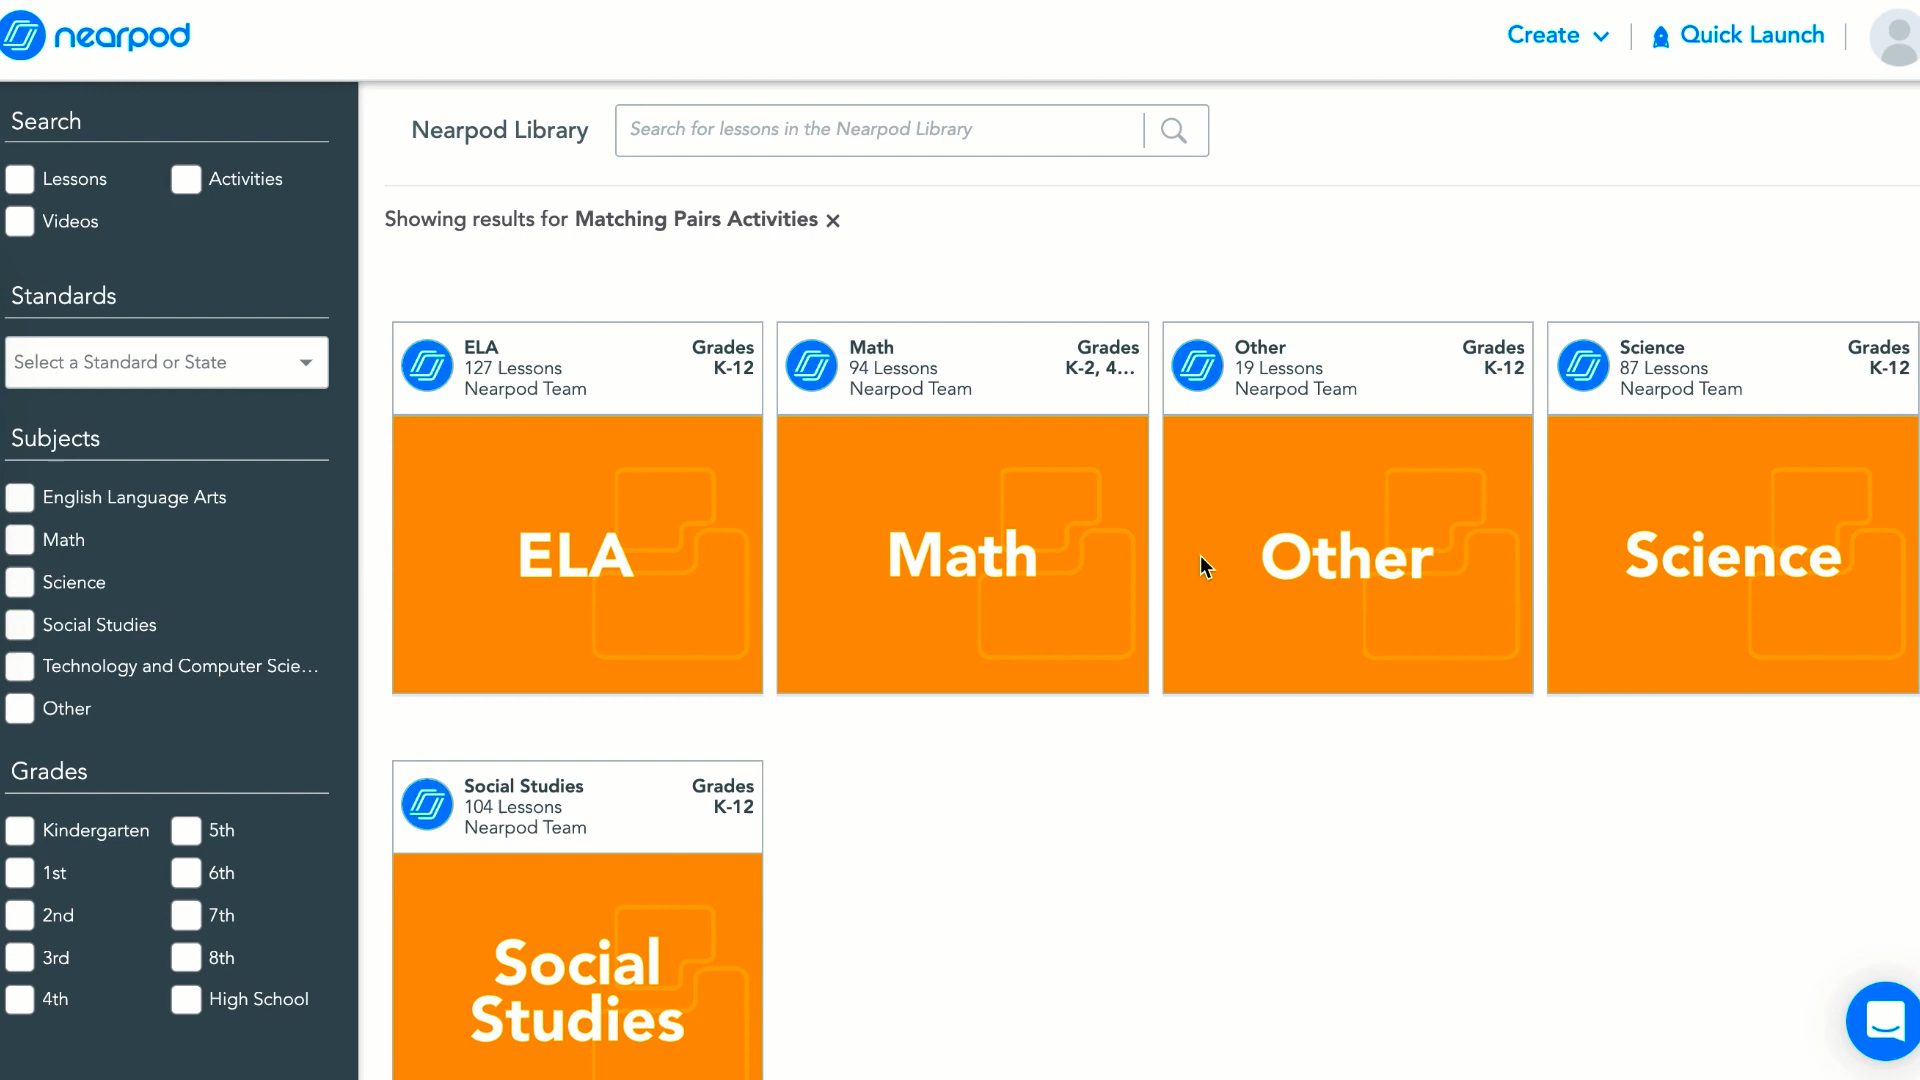 nearpod
Create
Quick Launch
Search
Lessons
Activities
Videos
Standards
Select a Standard or State
Subjects
English Language Arts
Math
Science
Social Studies
Technology and Computer Scie...
Other
Grades
Kindergarten
5th
1st
6th
2nd
7th
3rd
8th
4th
High School
Nearpod Library
Search for lessons in the Nearpod Library
Showing results for Matching Pairs Activities ×
ELA
127 Lessons
Nearpod Team
Grades
K-12
ELA
Math
94 Lessons
Nearpod Team
Grades
K-2, 4...
Math
Other
19 Lessons
Nearpod Team
Grades
K-12
Other
Science
87 Lessons
Nearpod Team
Grades
K-12
Science
Social Studies
104 Lessons
Nearpod Team
Grades
K-12
Social
Studies